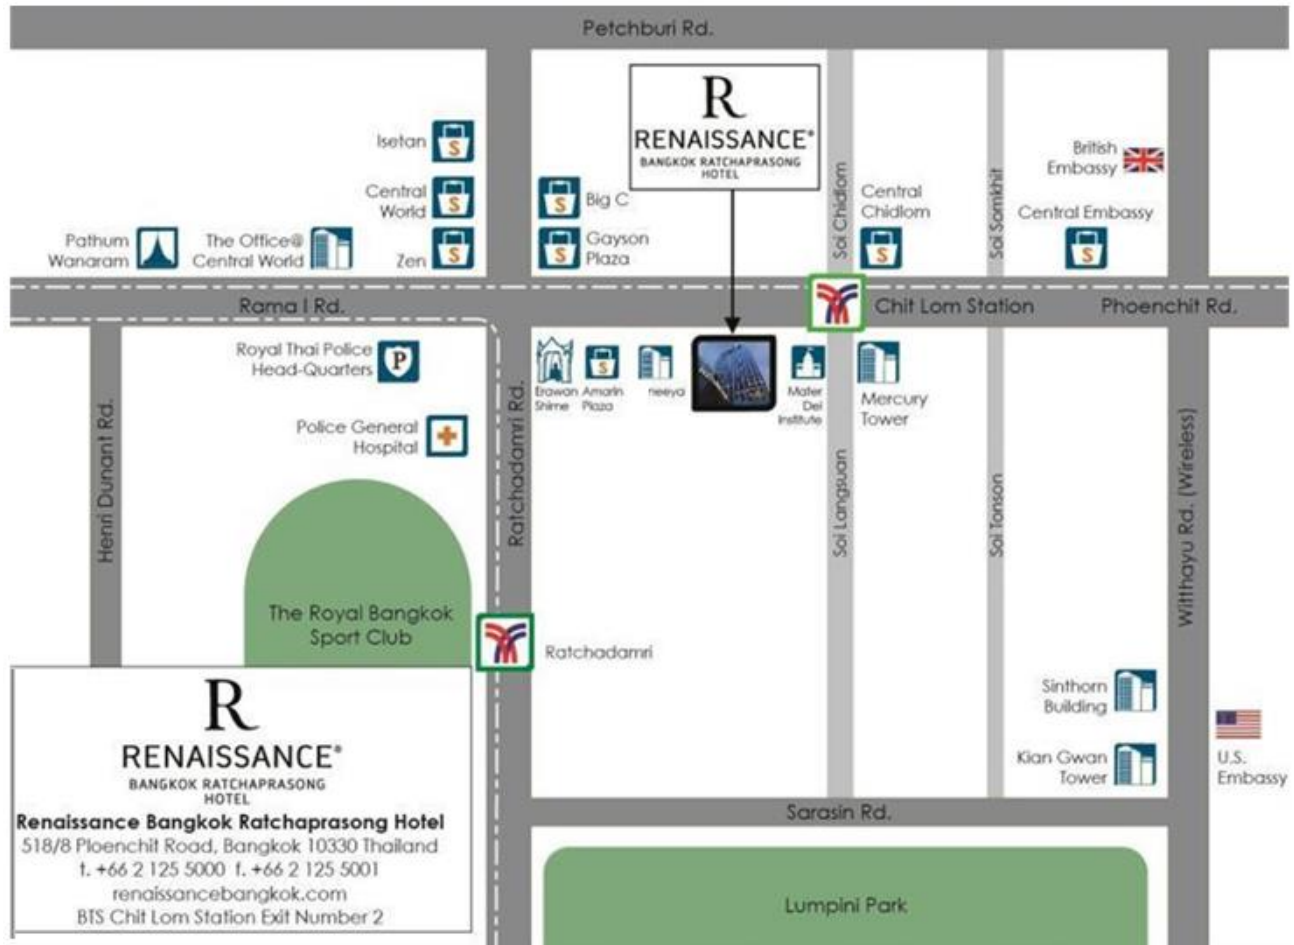 Petchburi Rd.
R
RENAISSANCE®
BANGKOK RATCHAPRASONG
HOTEL
Isetan
S
Central
World
S
Pathum
Wanaram
The Office@
Central World
Zen
S
S
Big C
S
Gayson
Plaza
Soi Chidlom
Central
Chidlom
S
Soi Somkhit
British
Embassy
Central Embassy
S
Rama I Rd.
Chit Lom Station
Phoenchit Rd.
Royal Thai Police
Head-Quarters
P
Police General
Hospital
Henri Dunant Rd.
Ratchadamri Rd.
Erawan
Shirne
S
Amarin
Plaza
neeya
Mater
Dei
Institute
Mercury
Tower
Soi Langsuan
Soi Tonson
Witthayu Rd. (Wireless)
The Royal Bangkok
Sport Club
Ratchadamri
Sinthorn
Building
Kian Gwan
Tower
U.S.
Embassy
Sarasin Rd.
Lumpini Park
R
RENAISSANCE®
BANGKOK RATCHAPRASONG
HOTEL
Renaissance Bangkok Ratchaprasong Hotel
518/8 Ploenchit Road, Bangkok 10330 Thailand
t. +66 2 125 5000 f. +66 2 125 5001
renaissancebangkok.com
BTS Chit Lom Station Exit Number 2